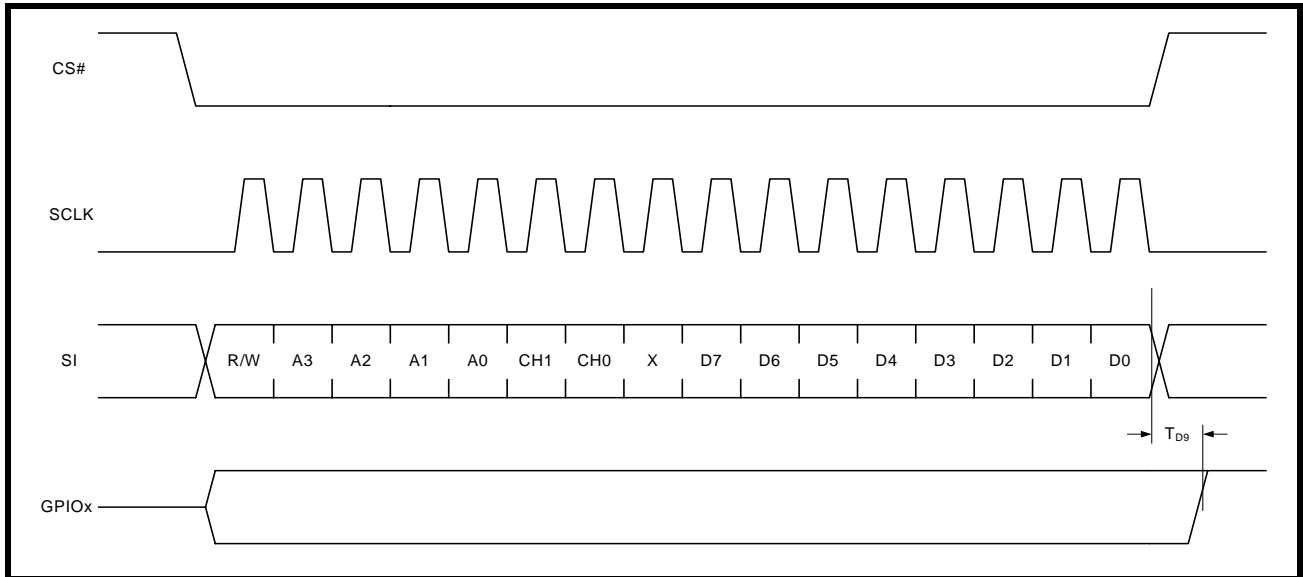 CS#
SCLK
SI R/W A3 A2 A1 A0 CH1 CH0 X D7 D6 D5 D4 D3 D2 D1 D0
TD9
GPIOx